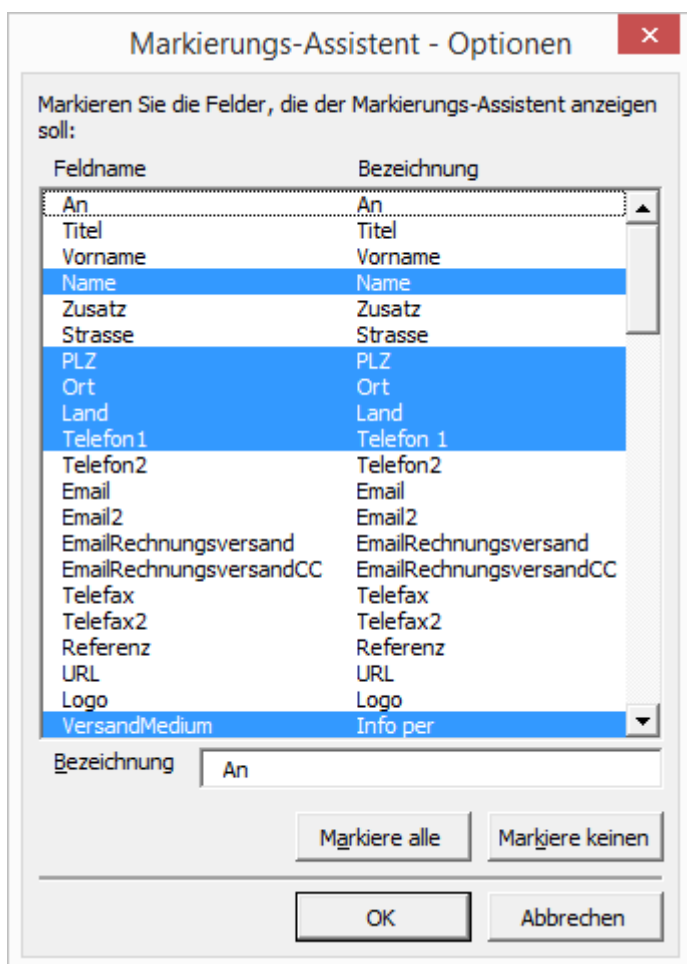 Markierungs-Assistent - Optionen
Markieren Sie die Felder, die der Markierungs-Assistent anzeigen
soll:
Feldname Bezeichnung
An An
Titel Titel
Vorname Vorname
Name Name
Zusatz Zusatz
Strasse Strasse
PLZ PLZ
Ort Ort
Land Land
Telefon1 Telefon 1
Telefon2 Telefon2
Email Email
Email2 Email2
EmailRechnungsversand EmailRechnungsversand
EmailRechnungsversandCC EmailRechnungsversandCC
Telefax Telefax
Telefax2 Telefax2
Referenz Referenz
URL URL
Logo Logo
VersandMedium Info per
Bezeichnung An
Markiere alle Markiere keinen
OK Abbrechen